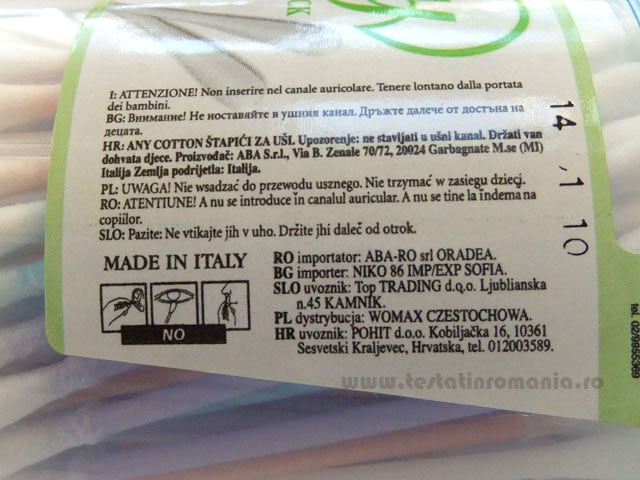 I: ATTENZIONE! Non inserire nel canale auricolare. Tenere lontano dalla portata
dei bambini.
BG: Внимание! Неноставяйте в ушния канал. Дръжте далече от достъна на
децата.
HR: ANY COTTON ŠTAPIĆI ZA UŠI. Upozorenje: ne stavljati u ušni kanal. Držati van
dohvata djece. Proizvođač: ABA S.r.l., Via B. Zenale 70/72, 20024 Garbagnate M.se (MI)
Italija Zemlja podrijetla: Italija.
PL: UWAGA! Nie wsadzać do przewodu usznego. Nie trzymać w zasiegu dzieci.
RO: ATENTIUNE! A nu se introduce in canalul auricular. A nu se tine la indema na
copiilor.
SLO: Pazite: Ne vtikajte jih v uho. Držite jhi daleč od otrok.
MADE IN ITALY
NO
RO importator: ABA-RO srl ORADEA.
BG importer: NIKO 86 IMP/EXP SOFIA.
SLO uvoznik: Top TRADING d.q.o. Ljublianska
n.45 KAMNIK.
PL dystrybucja: WOMAX CZESTOCHOWA.
HR uvoznik: POHIT d.o.o. Kobiljačka 16, 10361
Sesvetski Kraljevec, Hrvatska, tel. 012003589.
14 1 10
www.testatinromania.ro